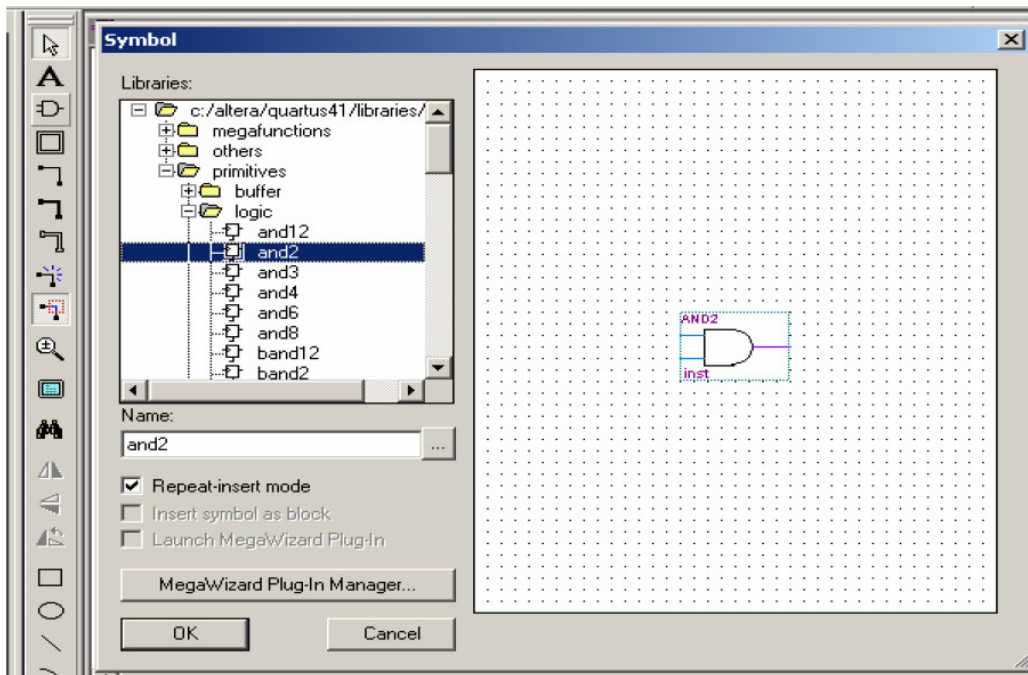 Symbol
A
Libraries:
c:/altera/quartus41/libraries/
megafunctions
others
primitives
buffer
logic
and12
and2
and3
and4
and6
and8
band12
band2
Name:
and2
...
Repeat-insert mode
Insert symbol as block
Launch MegaWizard Plug-In
MegaWizard Plug-In Manager...
OK
Cancel
AND2
inst